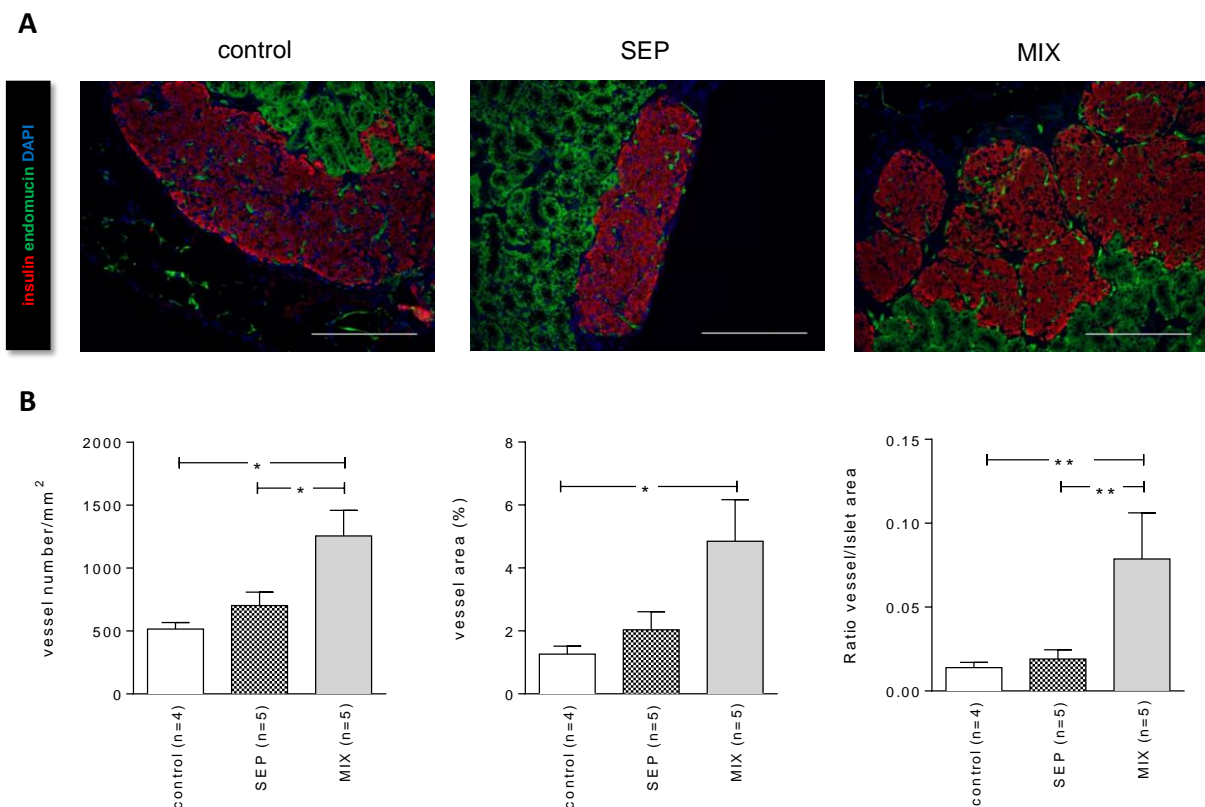 A
control
SEP
MIX
insulin endomucin DAPI
B
vessel number/mm²
2000
1500
1000
500
0
*
*
control (n=4)
SEP (n=5)
MIX (n=5)
vessel area (%)
8
6
4
2
0
*
control (n=4)
SEP (n=5)
MIX (n=5)
Ratio vessel/Islet area
0.15
0.10
0.05
0.00
**
**
control (n=4)
SEP (n=5)
MIX (n=5)